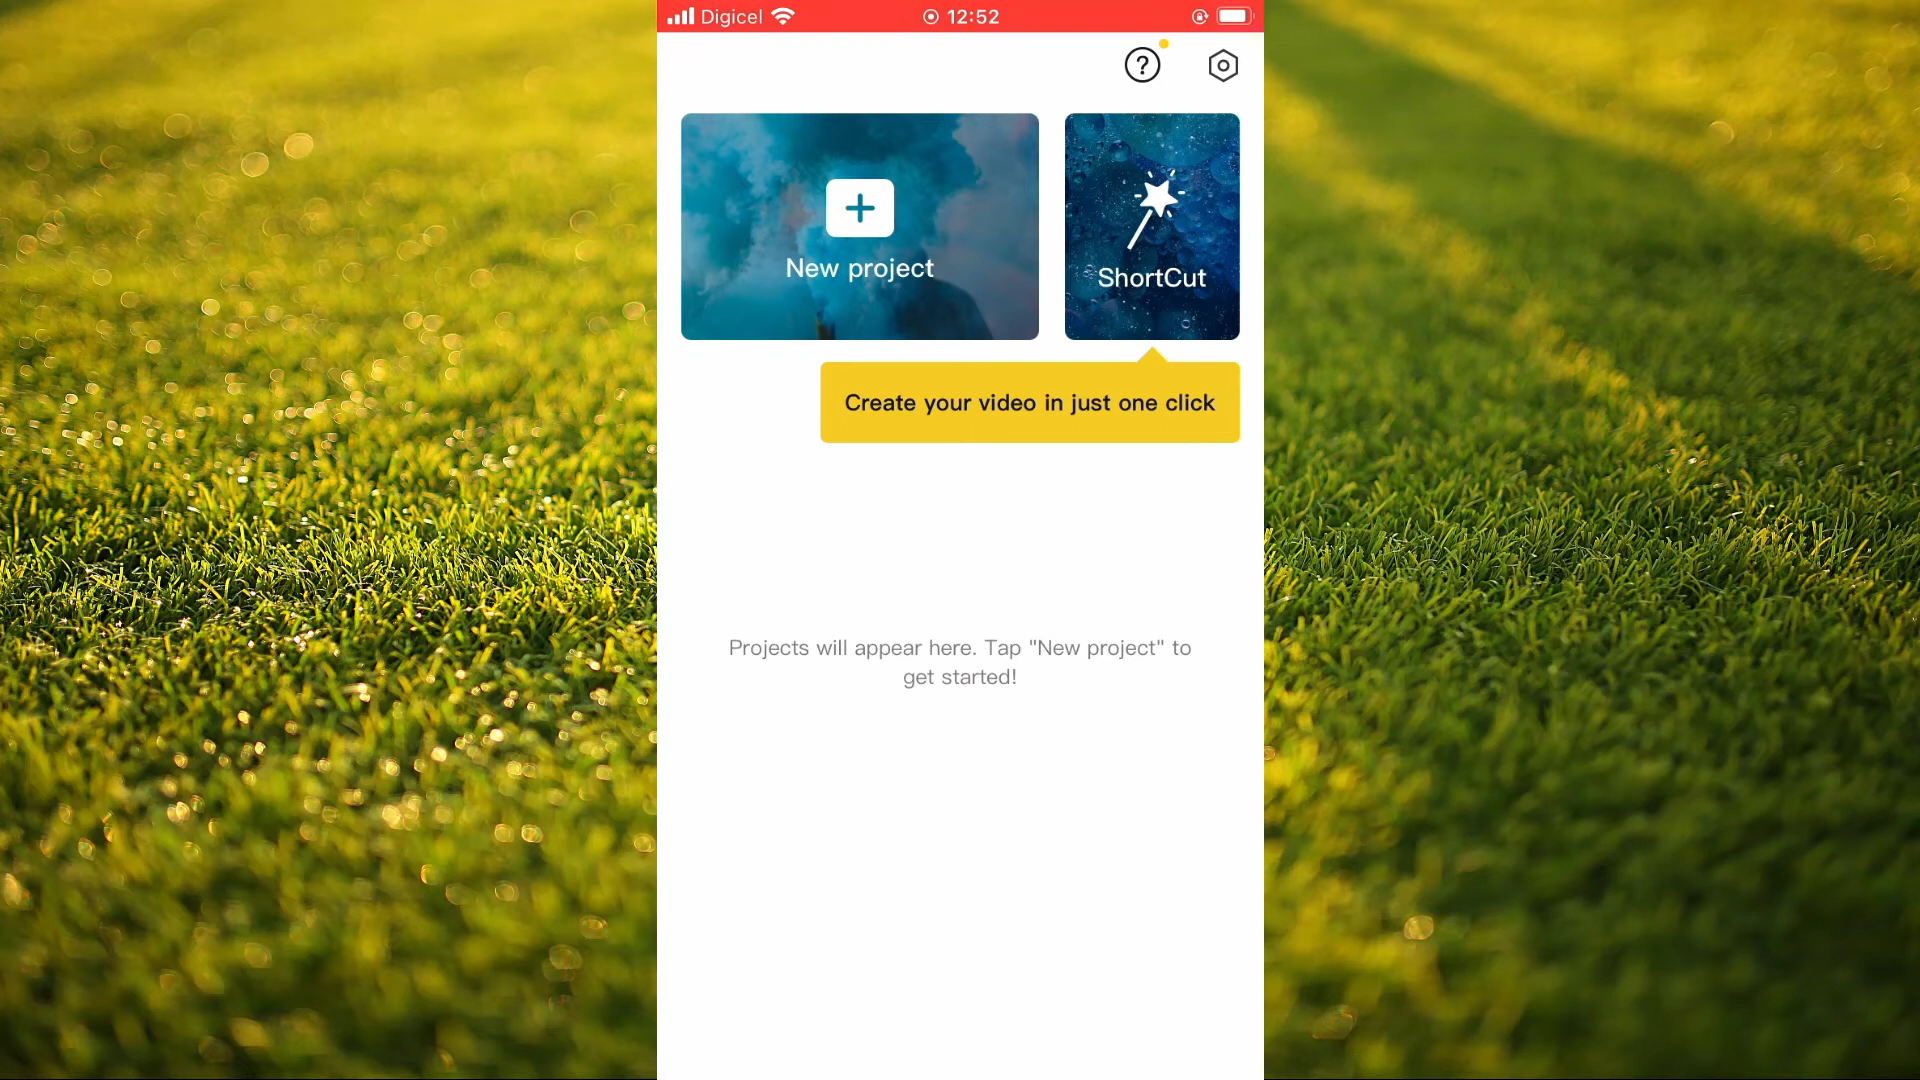 Digicel 12:52
New project
ShortCut
Create your video in just one click
Projects will appear here. Tap "New project" to
get started!